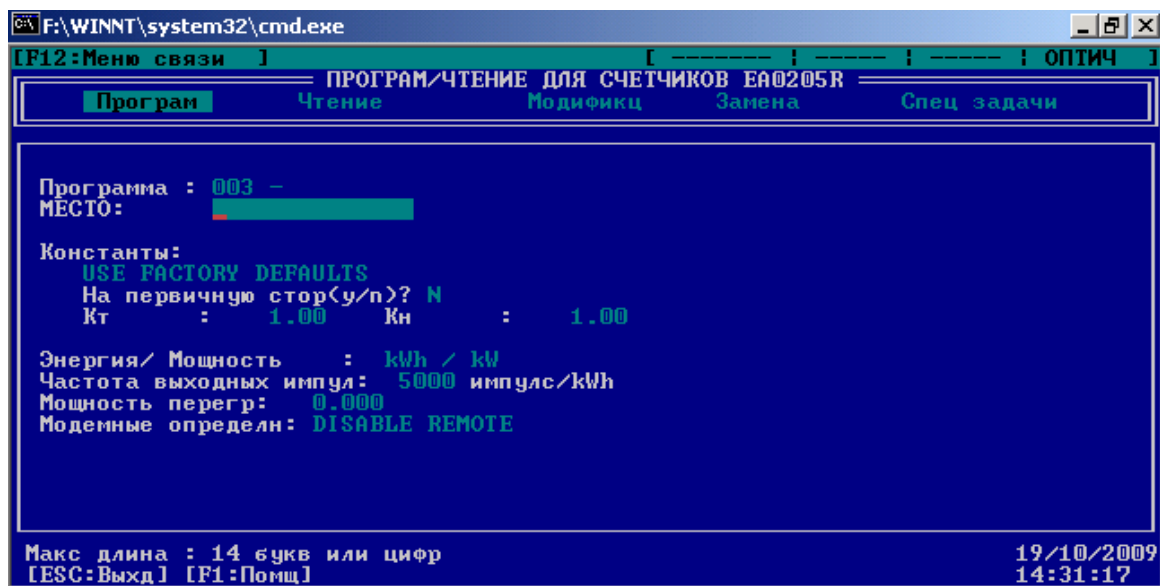 F:\WINNT\system32\cmd.exe
[F12:Меню связи ] [ ------- ¦ ----- ¦ ----- ¦ ОПТИЧ ]
ПРОГРАМ/ЧТЕНИЕ ДЛЯ СЧЕТЧИКОВ EA0205R
Програм Чтение Модификц Замена Спец задачи
Программа : 003 -
МЕСТО:
Константы:
USE FACTORY DEFAULTS
На первичную стор(y/n)? N
Кт : 1.00 Кн : 1.00
Энергия/ Мощность : kWh / kW
Частота выходных импул: 5000 импулс/kWh
Мощность перегр: 0.000
Модемные определн: DISABLE REMOTE
Макс длина : 14 букв или цифр 19/10/2009
[ESC:Выхд] [F1:Помщ] 14:31:17